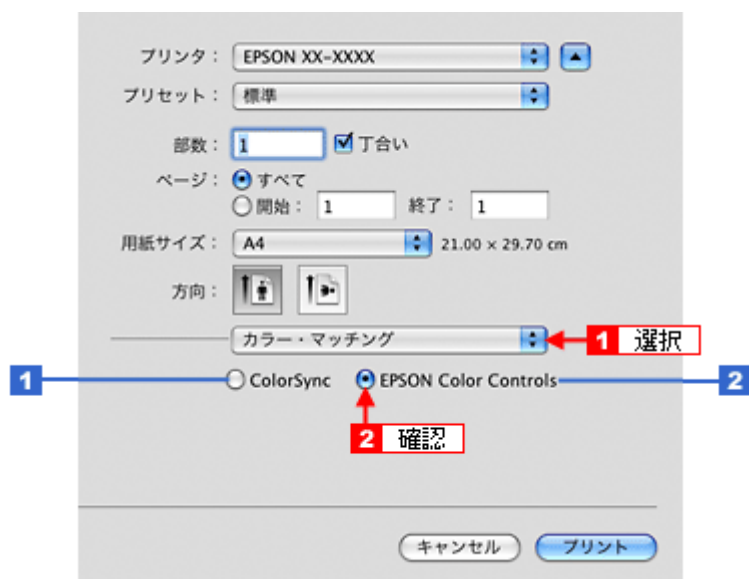 プリンタ： EPSON XX-XXXX
プリセット： 標準
部数： 1 丁合い
ページ： すべて
開始： 1 終了： 1
用紙サイズ： A4 21.00 × 29.70 cm
方向：
カラー・マッチング 1 選択
1 ColorSync EPSON Color Controls 2
2 確認
キャンセル プリント